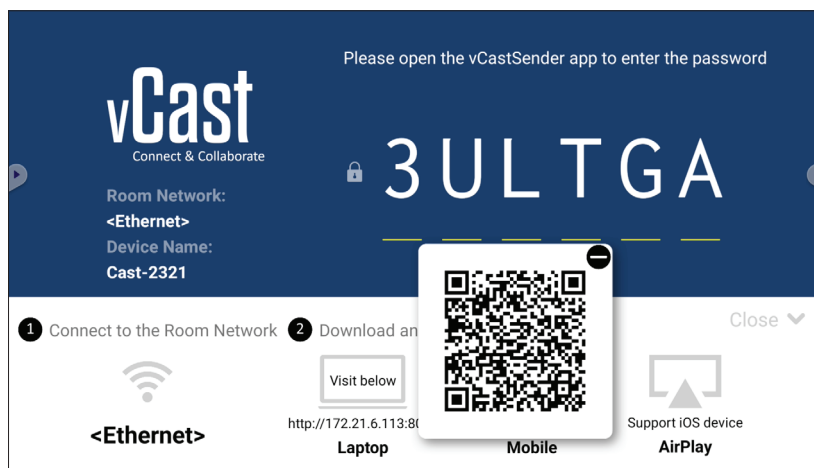 Please open the vCastSender app to enter the password
vCast
Connect & Collaborate
3ULTGA
Room Network:
<Ethernet>
Device Name:
Cast-2321
1 Connect to the Room Network
2 Download an
Close
Visit below
http://172.21.6.113:80
Support iOS device
<Ethernet>
Laptop
Mobile
AirPlay